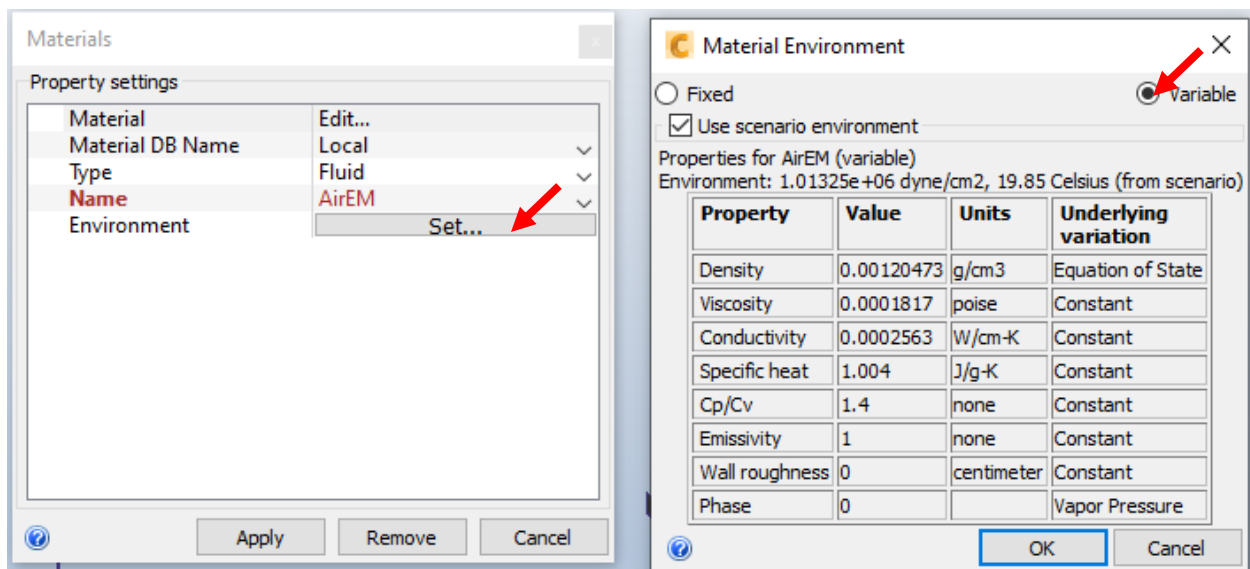 Materials
x
Property settings
Material Edit...
Material DB Name Local
Type Fluid
Name AirEM
Environment Set...
? Apply Remove Cancel
C Material Environment
Fixed Variable
Use scenario environment
Properties for AirEM (variable)
Environment: 1.01325e+06 dyne/cm2, 19.85 Celsius (from scenario)
Property Value Units Underlying
variation
Density 0.00120473 g/cm3 Equation of State
Viscosity 0.0001817 poise Constant
Conductivity 0.0002563 W/cm-K Constant
Specific heat 1.004 J/g-K Constant
Cp/Cv 1.4 none Constant
Emissivity 1 none Constant
Wall roughness 0 centimeter Constant
Phase 0 Vapor Pressure
? OK Cancel